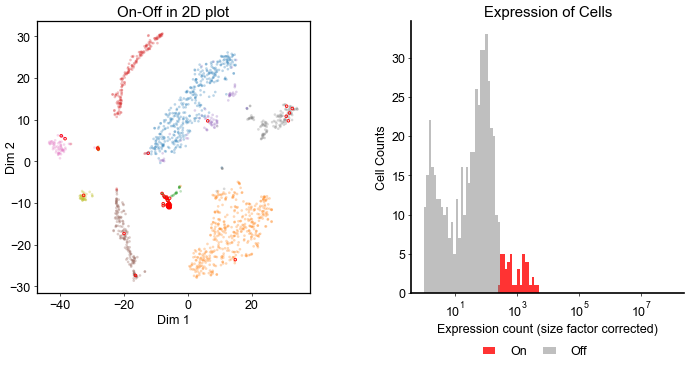 On-Off in 2D plot
30
20
10
0
−10
−20
−30
Dim 2
−40
−20
0
20
Dim 1
Expression of Cells
30
25
20
15
10
5
0
Cell Counts
10^1
10^3
10^5
10^7
Expression count (size factor corrected)
On
Off